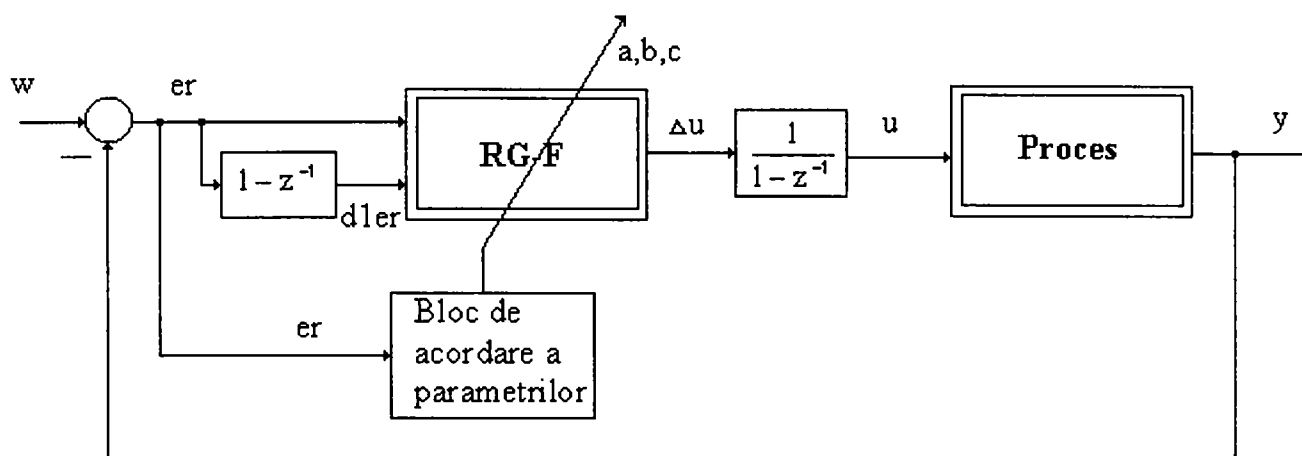 a,b,c
w
er
RG-F
Δu
1
1 – z⁻¹
u
Proces
y
—
1 – z⁻¹
d1er
er
Bloc de
acordare a
parametrilor